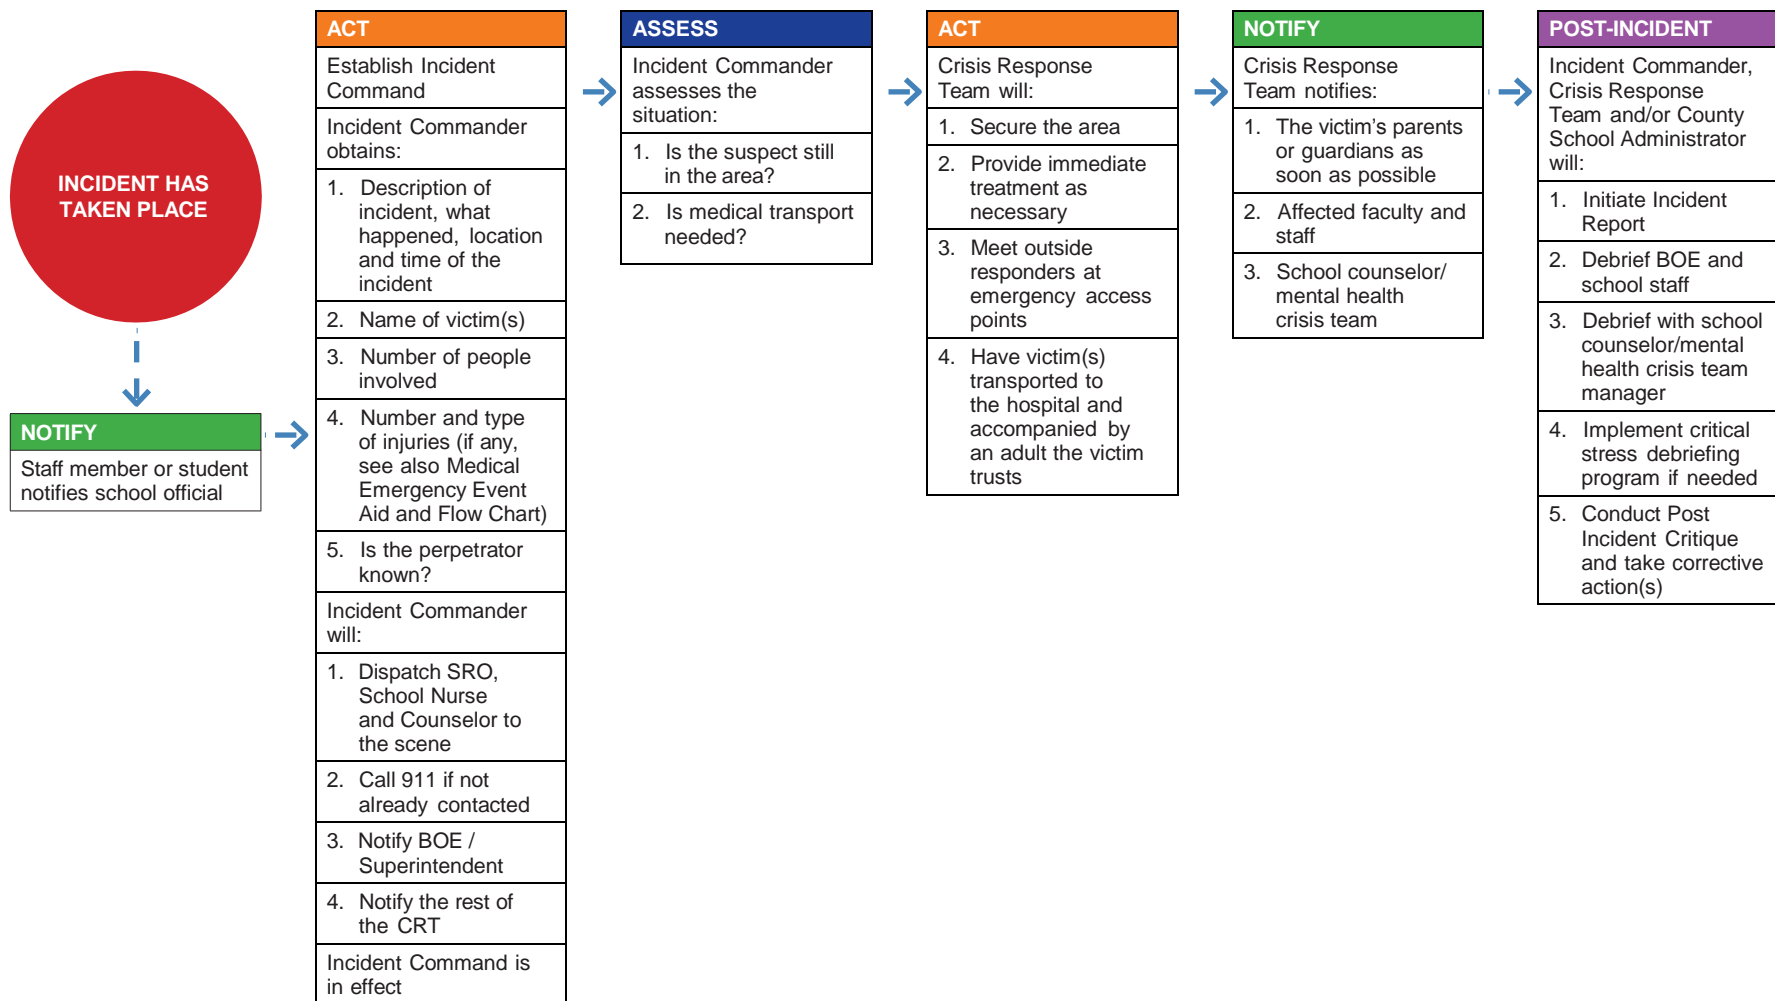 INCIDENT HAS
TAKEN PLACE
NOTIFY
Staff member or student
notifies school official
ACT
Establish Incident
Command
Incident Commander
obtains:
1. Description of
incident, what
happened, location
and time of the
incident
2. Name of victim(s)
3. Number of people
involved
4. Number and type
of injuries (if any,
see also Medical
Emergency Event
Aid and Flow Chart)
5. Is the perpetrator
known?
Incident Commander
will:
1. Dispatch SRO,
School Nurse
and Counselor to
the scene
2. Call 911 if not
already contacted
3. Notify BOE /
Superintendent
4. Notify the rest of
the CRT
Incident Command is
in effect
ASSESS
Incident Commander
assesses the
situation:
1. Is the suspect still
in the area?
2. Is medical transport
needed?
ACT
Crisis Response
Team will:
1. Secure the area
2. Provide immediate
treatment as
necessary
3. Meet outside
responders at
emergency access
points
4. Have victim(s)
transported to
the hospital and
accompanied by
an adult the victim
trusts
NOTIFY
Crisis Response
Team notifies:
1. The victim’s parents
or guardians as
soon as possible
2. Affected faculty and
staff
3. School counselor/
mental health
crisis team
POST-INCIDENT
Incident Commander,
Crisis Response
Team and/or County
School Administrator
will:
1. Initiate Incident
Report
2. Debrief BOE and
school staff
3. Debrief with school
counselor/mental
health crisis team
manager
4. Implement critical
stress debriefing
program if needed
5. Conduct Post
Incident Critique
and take corrective
action(s)